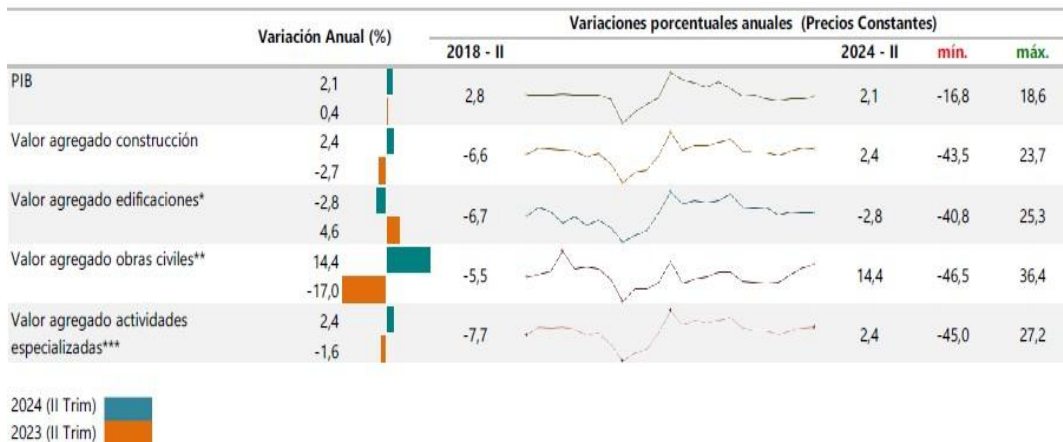 Variación Anual (%)
Variaciones porcentuales anuales (Precios Constantes)
2018 - II 2024 - II mín. máx.
PIB
2,1
0,4
2,8 2,1 -16,8 18,6
Valor agregado construcción
2,4
-2,7
-6,6 2,4 -43,5 23,7
Valor agregado edificaciones*
-2,8
4,6
-6,7 -2,8 -40,8 25,3
Valor agregado obras civiles**
14,4
-17,0
-5,5 14,4 -46,5 36,4
Valor agregado actividades
especializadas***
2,4
-1,6
-7,7 2,4 -45,0 27,2
2024 (II Trim)
2023 (II Trim)